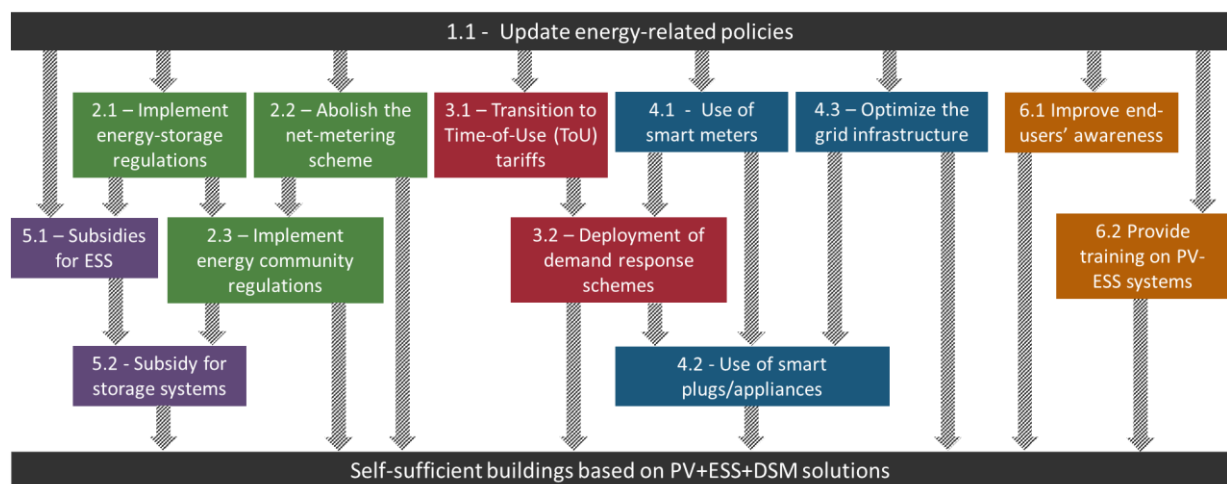 1.1 - Update energy-related policies
2.1 – Implement
energy-storage
regulations
2.2 – Abolish the
net-metering
scheme
3.1 – Transition to
Time-of-Use (ToU)
tariffs
4.1 - Use of
smart meters
4.3 – Optimize the
grid infrastructure
6.1 Improve end-
users’ awareness
5.1 – Subsidies
for ESS
2.3 – Implement
energy community
regulations
3.2 – Deployment of
demand response
schemes
6.2 Provide
training on PV-
ESS systems
5.2 - Subsidy for
storage systems
4.2 - Use of smart
plugs/appliances
Self-sufficient buildings based on PV+ESS+DSM solutions